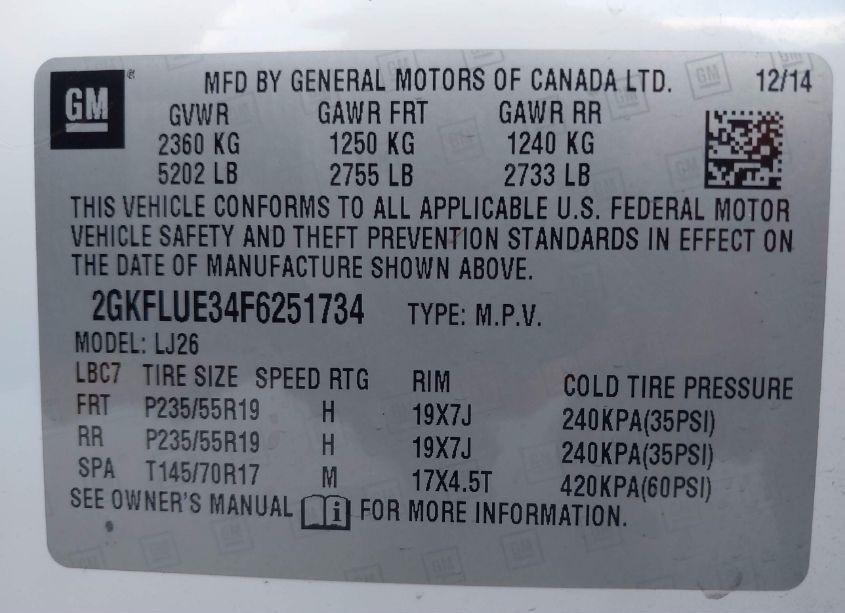 GM ® MFD BY GENERAL MOTORS OF CANADA LTD. 12/14
GVWR GAWR FRT GAWR RR
2360 KG 1250 KG 1240 KG
5202 LB 2755 LB 2733 LB
THIS VEHICLE CONFORMS TO ALL APPLICABLE U.S. FEDERAL MOTOR
VEHICLE SAFETY AND THEFT PREVENTION STANDARDS IN EFFECT ON
THE DATE OF MANUFACTURE SHOWN ABOVE.
2GKFLUE34F6251734 TYPE: M.P.V.
MODEL: LJ26
LBC7 TIRE SIZE SPEED RTG RIM COLD TIRE PRESSURE
FRT P235/55R19 H 19X7J 240KPA(35PSI)
RR P235/55R19 H 19X7J 240KPA(35PSI)
SPA T145/70R17 M 17X4.5T 420KPA(60PSI)
SEE OWNER'S MANUAL i FOR MORE INFORMATION.